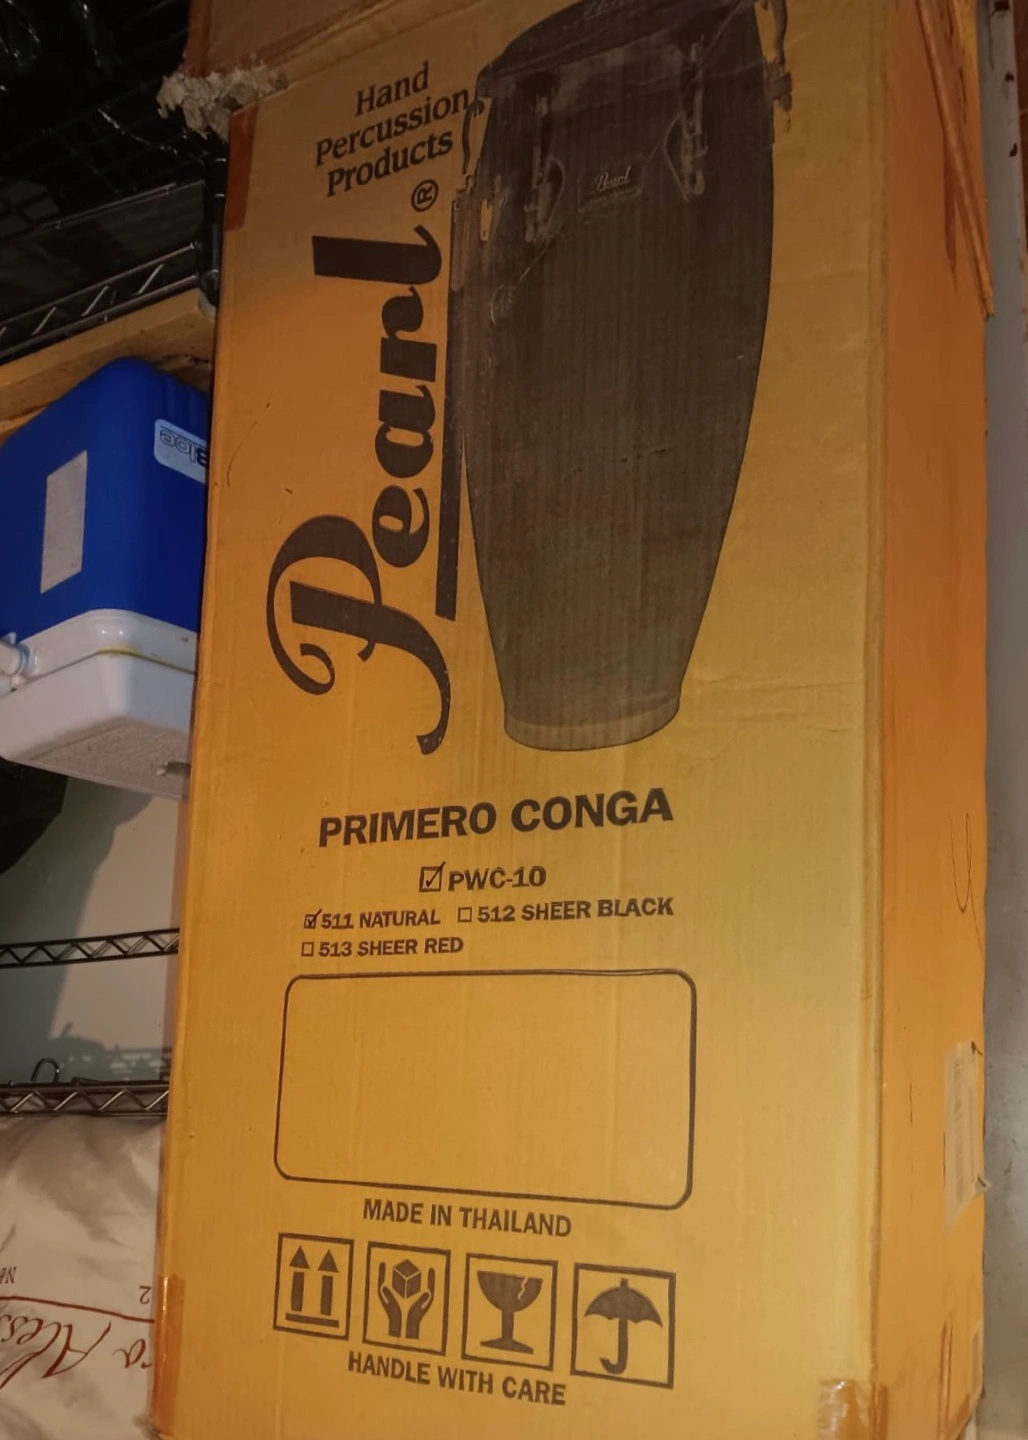 Hand
Percussion
Products
Pearl®
Pearl
PRIMERO CONGA
☑ PWC-10
☑ 511 NATURAL ☐ 512 SHEER BLACK
☐ 513 SHEER RED
MADE IN THAILAND
HANDLE WITH CARE
2